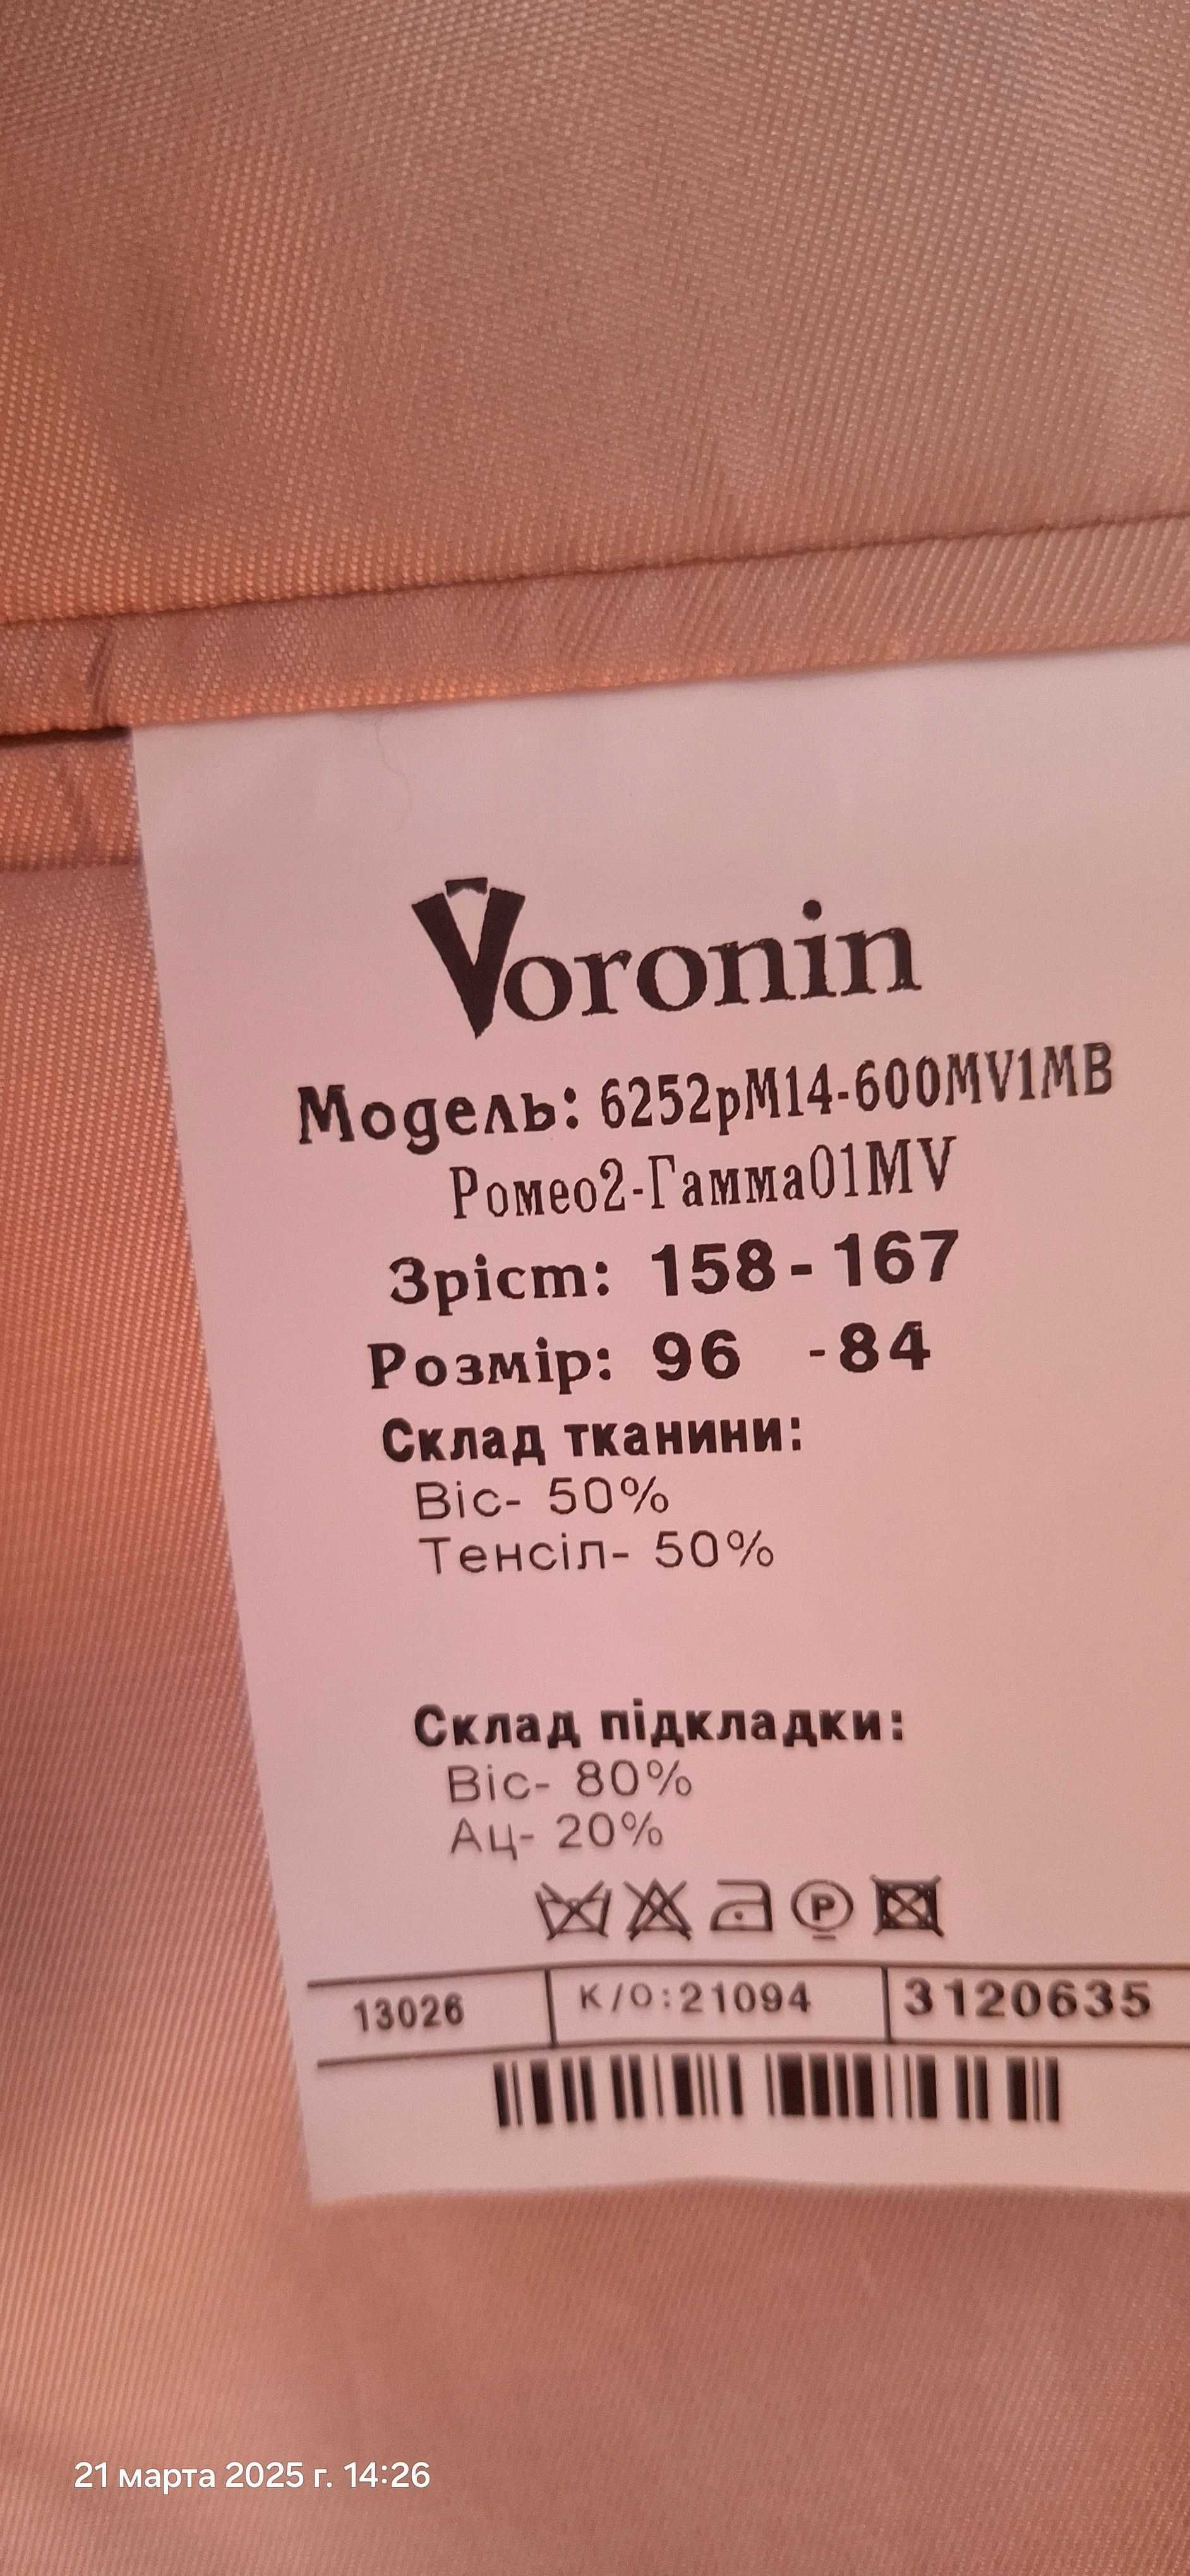 Voronin
Модель: 6252рМ14-600MV1MB
Ромео2-Гамма01MV
Зріст: 158-167
Розмір: 96 -84
Склад тканини:
Віс- 50%
Тенсіл- 50%
Склад підкладки:
Віс- 80%
Ац- 20%
P
13026 К/О:21094 3120635
21 марта 2025 г. 14:26